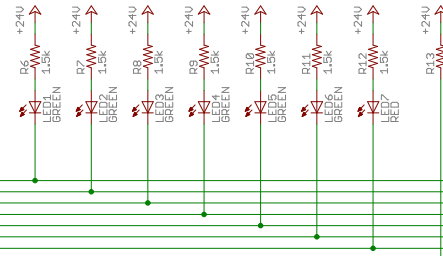 +24V
+24V
+24V
+24V
+24V
+24V
+24V
+24V
R6
1.5k
R7
1.5k
R8
1.5k
R9
1.5k
R10
1.5k
R11
1.5k
R12
1.5k
R13
LED1
GREEN
LED2
GREEN
LED3
GREEN
LED4
GREEN
LED5
GREEN
LED6
GREEN
LED7
RED